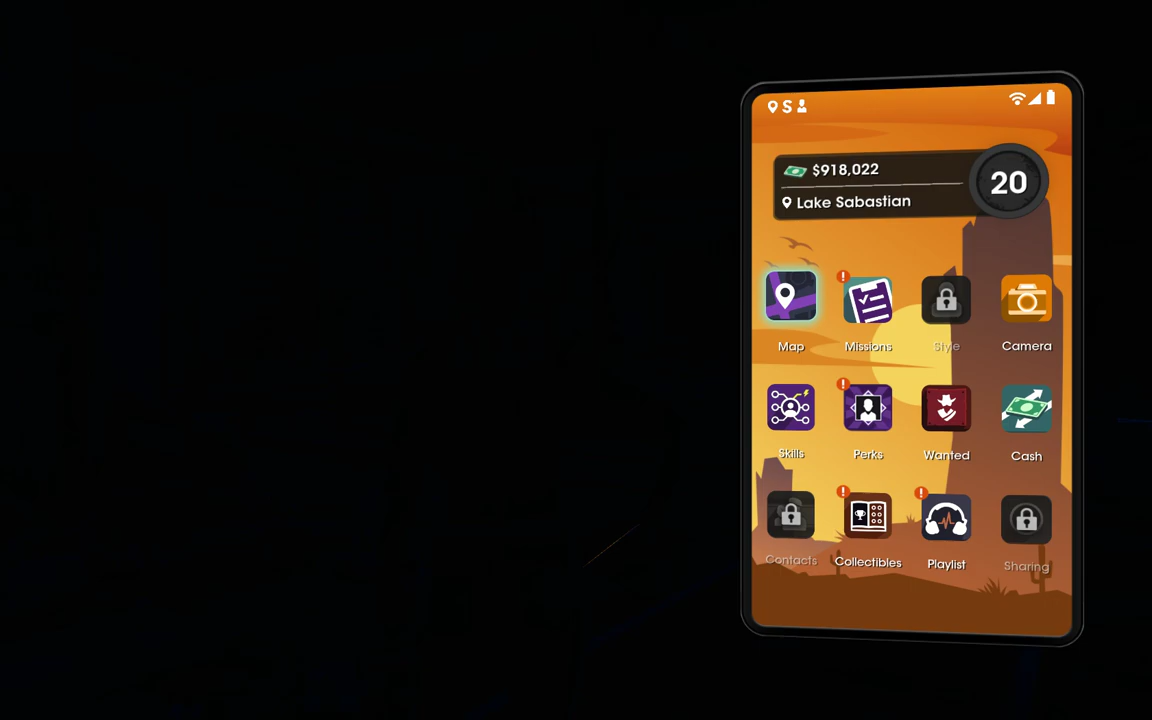 S
$918,022
20
Lake Sabastian
Map
Missions
Style
Camera
Skills
Perks
Wanted
Cash
Contacts
Collectibles
Playlist
Sharing